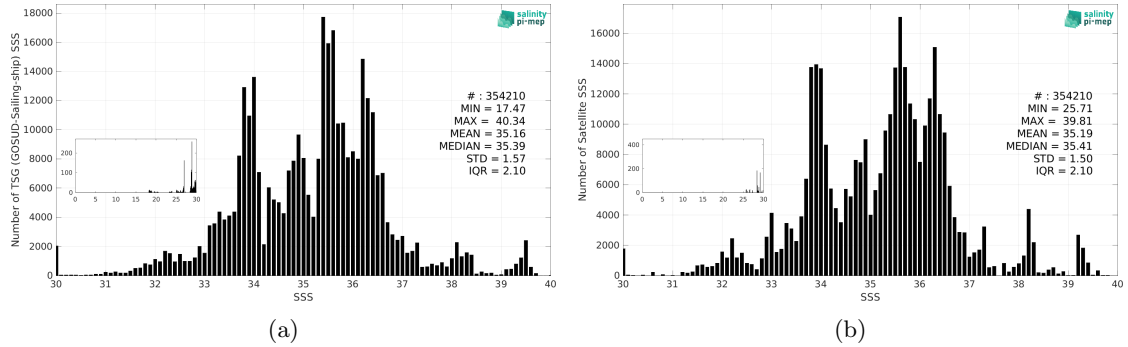 salinity
pi-mep
Number of TSG (GOSUD-Sailing-ship) SSS
18000
16000
14000
12000
10000
8000
6000
4000
2000
0
# : 354210
MIN = 17.47
MAX = 40.34
MEAN = 35.16
MEDIAN = 35.39
STD = 1.57
IQR = 2.10
200
100
0
0 5 10 15 20 25 30
30 31 32 33 34 35 36 37 38 39 40
SSS
(a)
salinity
pi-mep
Number of Satellite SSS
16000
14000
12000
10000
8000
6000
4000
2000
0
# : 354210
MIN = 25.71
MAX = 39.81
MEAN = 35.19
MEDIAN = 35.41
STD = 1.50
IQR = 2.10
400
200
0
0 5 10 15 20 25 30
30 31 32 33 34 35 36 37 38 39 40
SSS
(b)